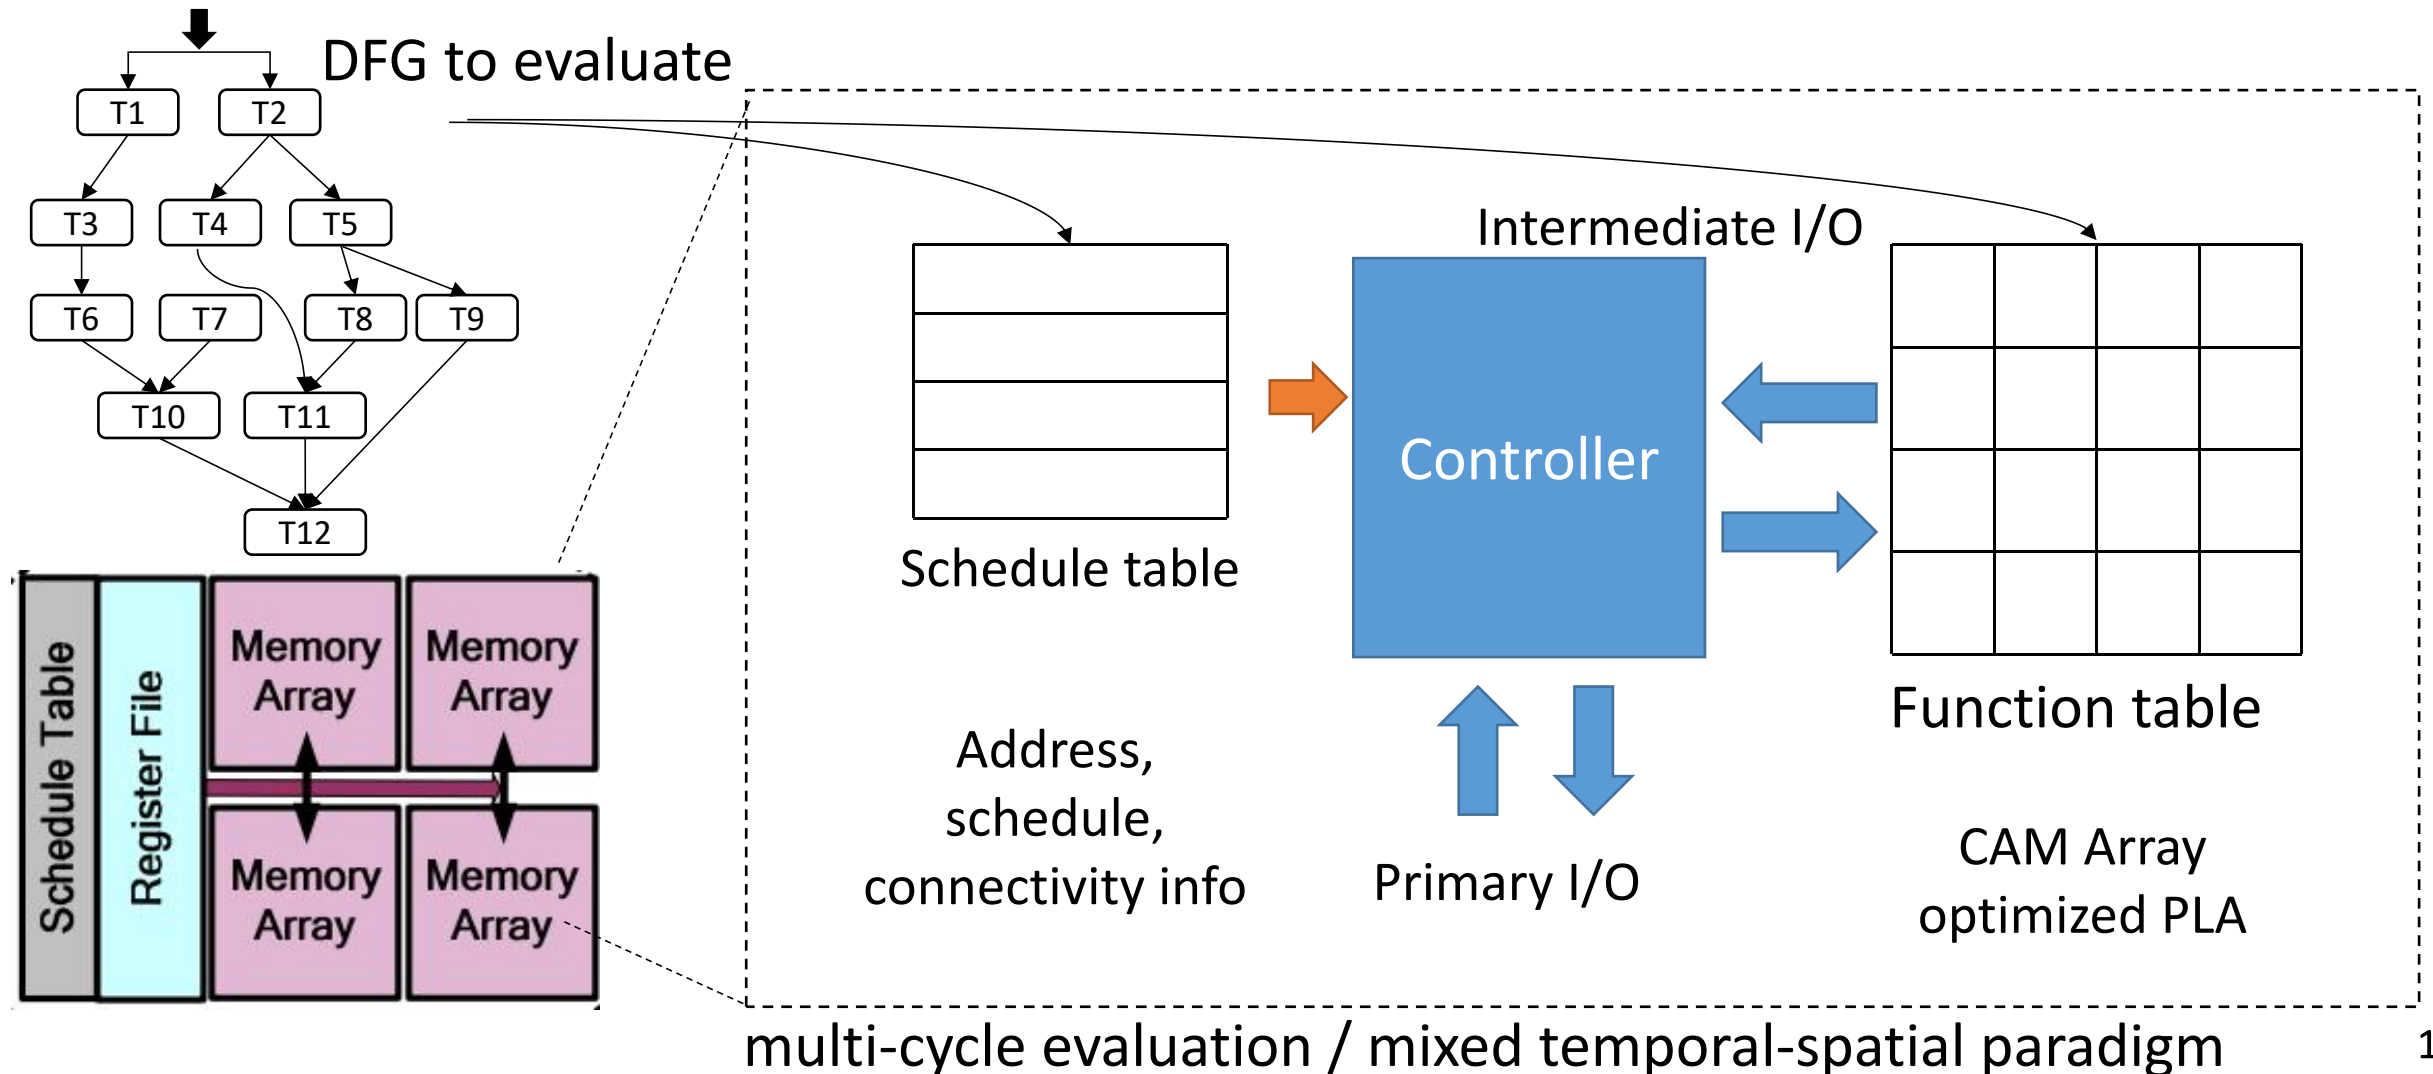 DFG to evaluate
T1
T2
T3
T4
T5
T6
T7
T8
T9
T10
T11
T12
Schedule Table
Register File
Memory
Array
Memory
Array
Memory
Array
Memory
Array
Schedule table
Address,
schedule,
connectivity info
Intermediate I/O
Controller
Primary I/O
Function table
CAM Array
optimized PLA
multi-cycle evaluation / mixed temporal-spatial paradigm
1